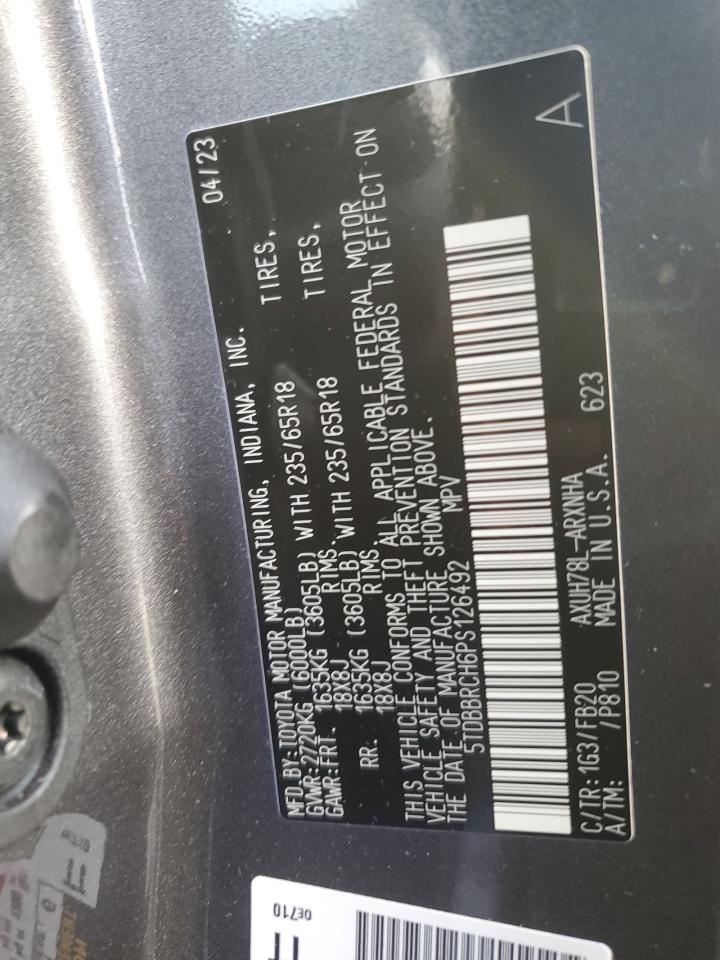 MFD.BY:TOYOTA MOTOR MANUFACTURING, INDIANA, INC. 04/23
GVWR:2720KG (6000LB)
GAWR:FRT. 1635KG (3605LB) WITH 235/65R18 TIRES,
18X8J RIMS,
RR. 1635KG (3605LB) WITH 235/65R18 TIRES,
18X8J RIMS,
THIS VEHICLE CONFORMS TO ALL APPLICABLE FEDERAL MOTOR
VEHICLE SAFETY AND THEFT PREVENTION STANDARDS IN EFFECT ON
THE DATE OF MANUFACTURE SHOWN ABOVE.
5TDBBRCH6PS126492 MPV
C/TR:1G3/FB20 AXUH78L-ARXNHA
A/TM: /P810 MADE IN U.S.A. 623
A
0E710